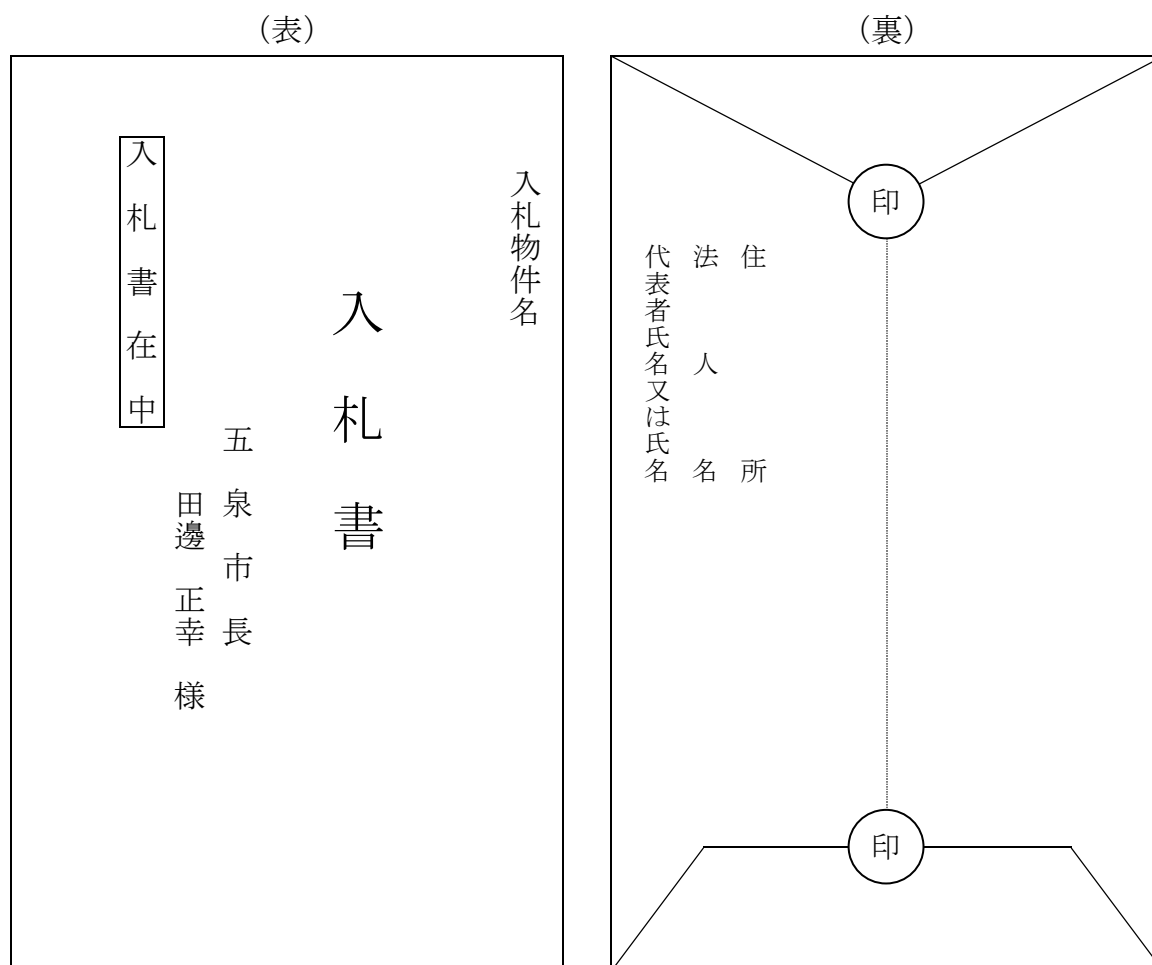 （表）
入札物件名
入札書
五泉市長
田邊 正幸 様
入札書在中
（裏）
印
住所
法人名
代表者氏名又は氏名
印